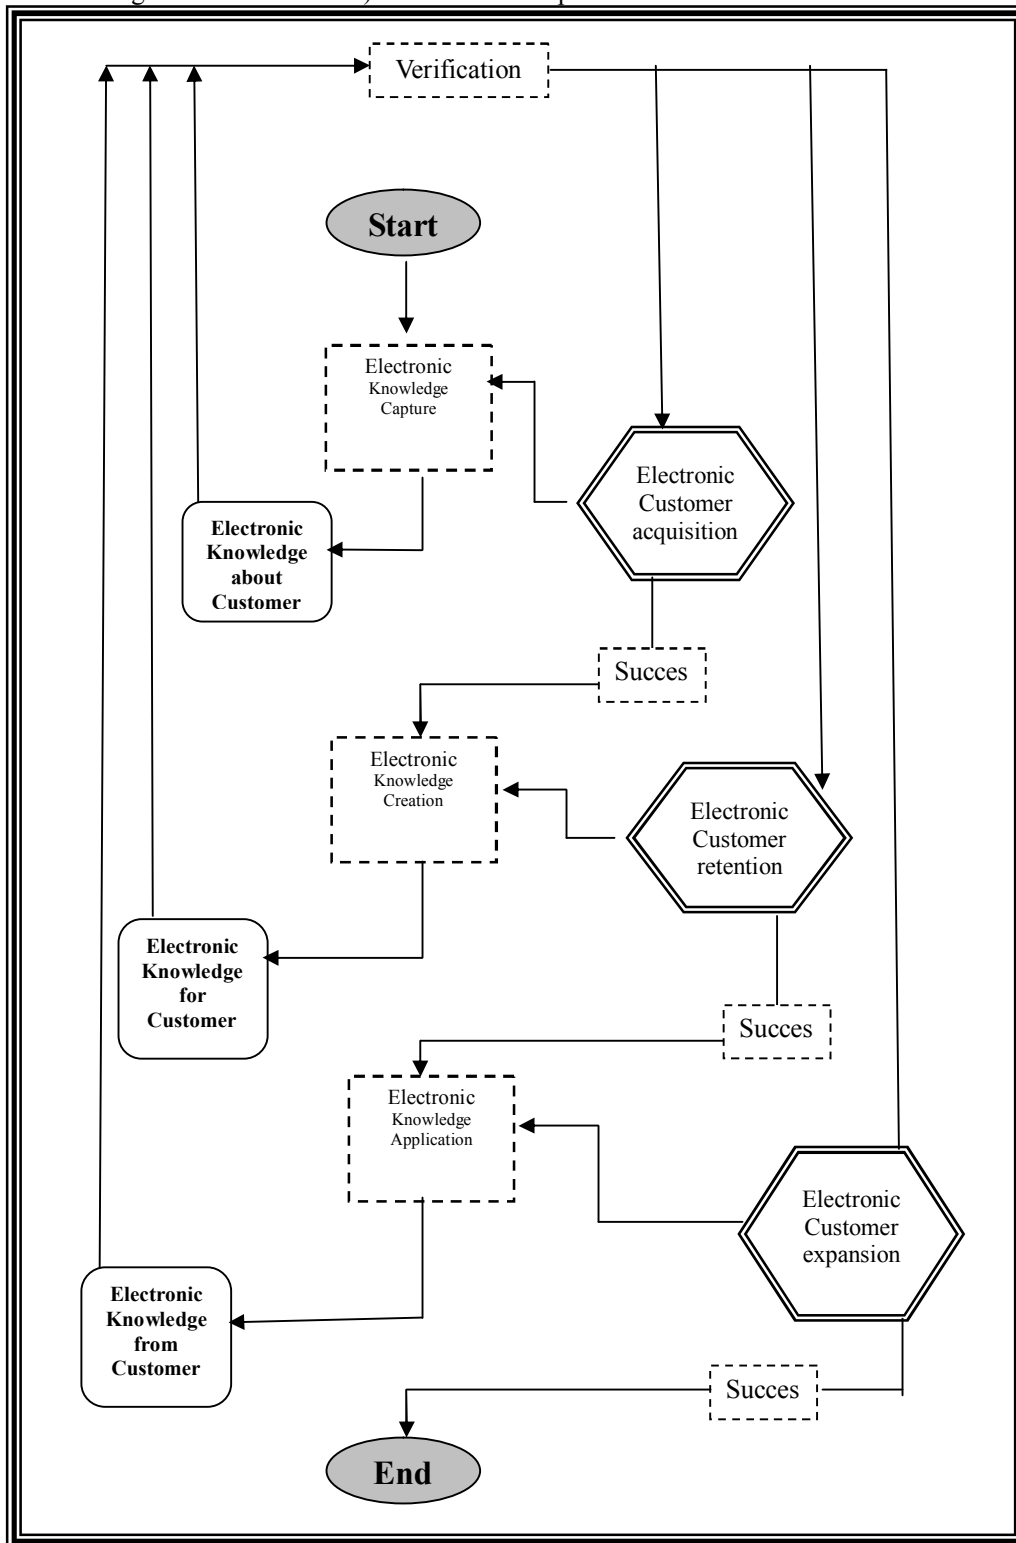 Verification
Start
Electronic
Knowledge
Capture
Electronic
Customer
acquisition
Electronic
Knowledge
about
Customer
Succes
Electronic
Knowledge
Creation
Electronic
Customer
retention
Electronic
Knowledge
for
Customer
Succes
Electronic
Knowledge
Application
Electronic
Customer
expansion
Electronic
Knowledge
from
Customer
Succes
End